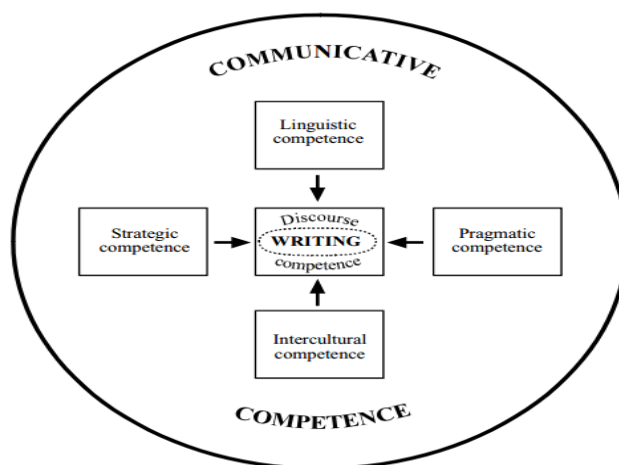 COMMUNICATIVE
Linguistic
competence
Strategic
competence
Discourse
WRITING
competence
Pragmatic
competence
Intercultural
competence
COMPETENCE